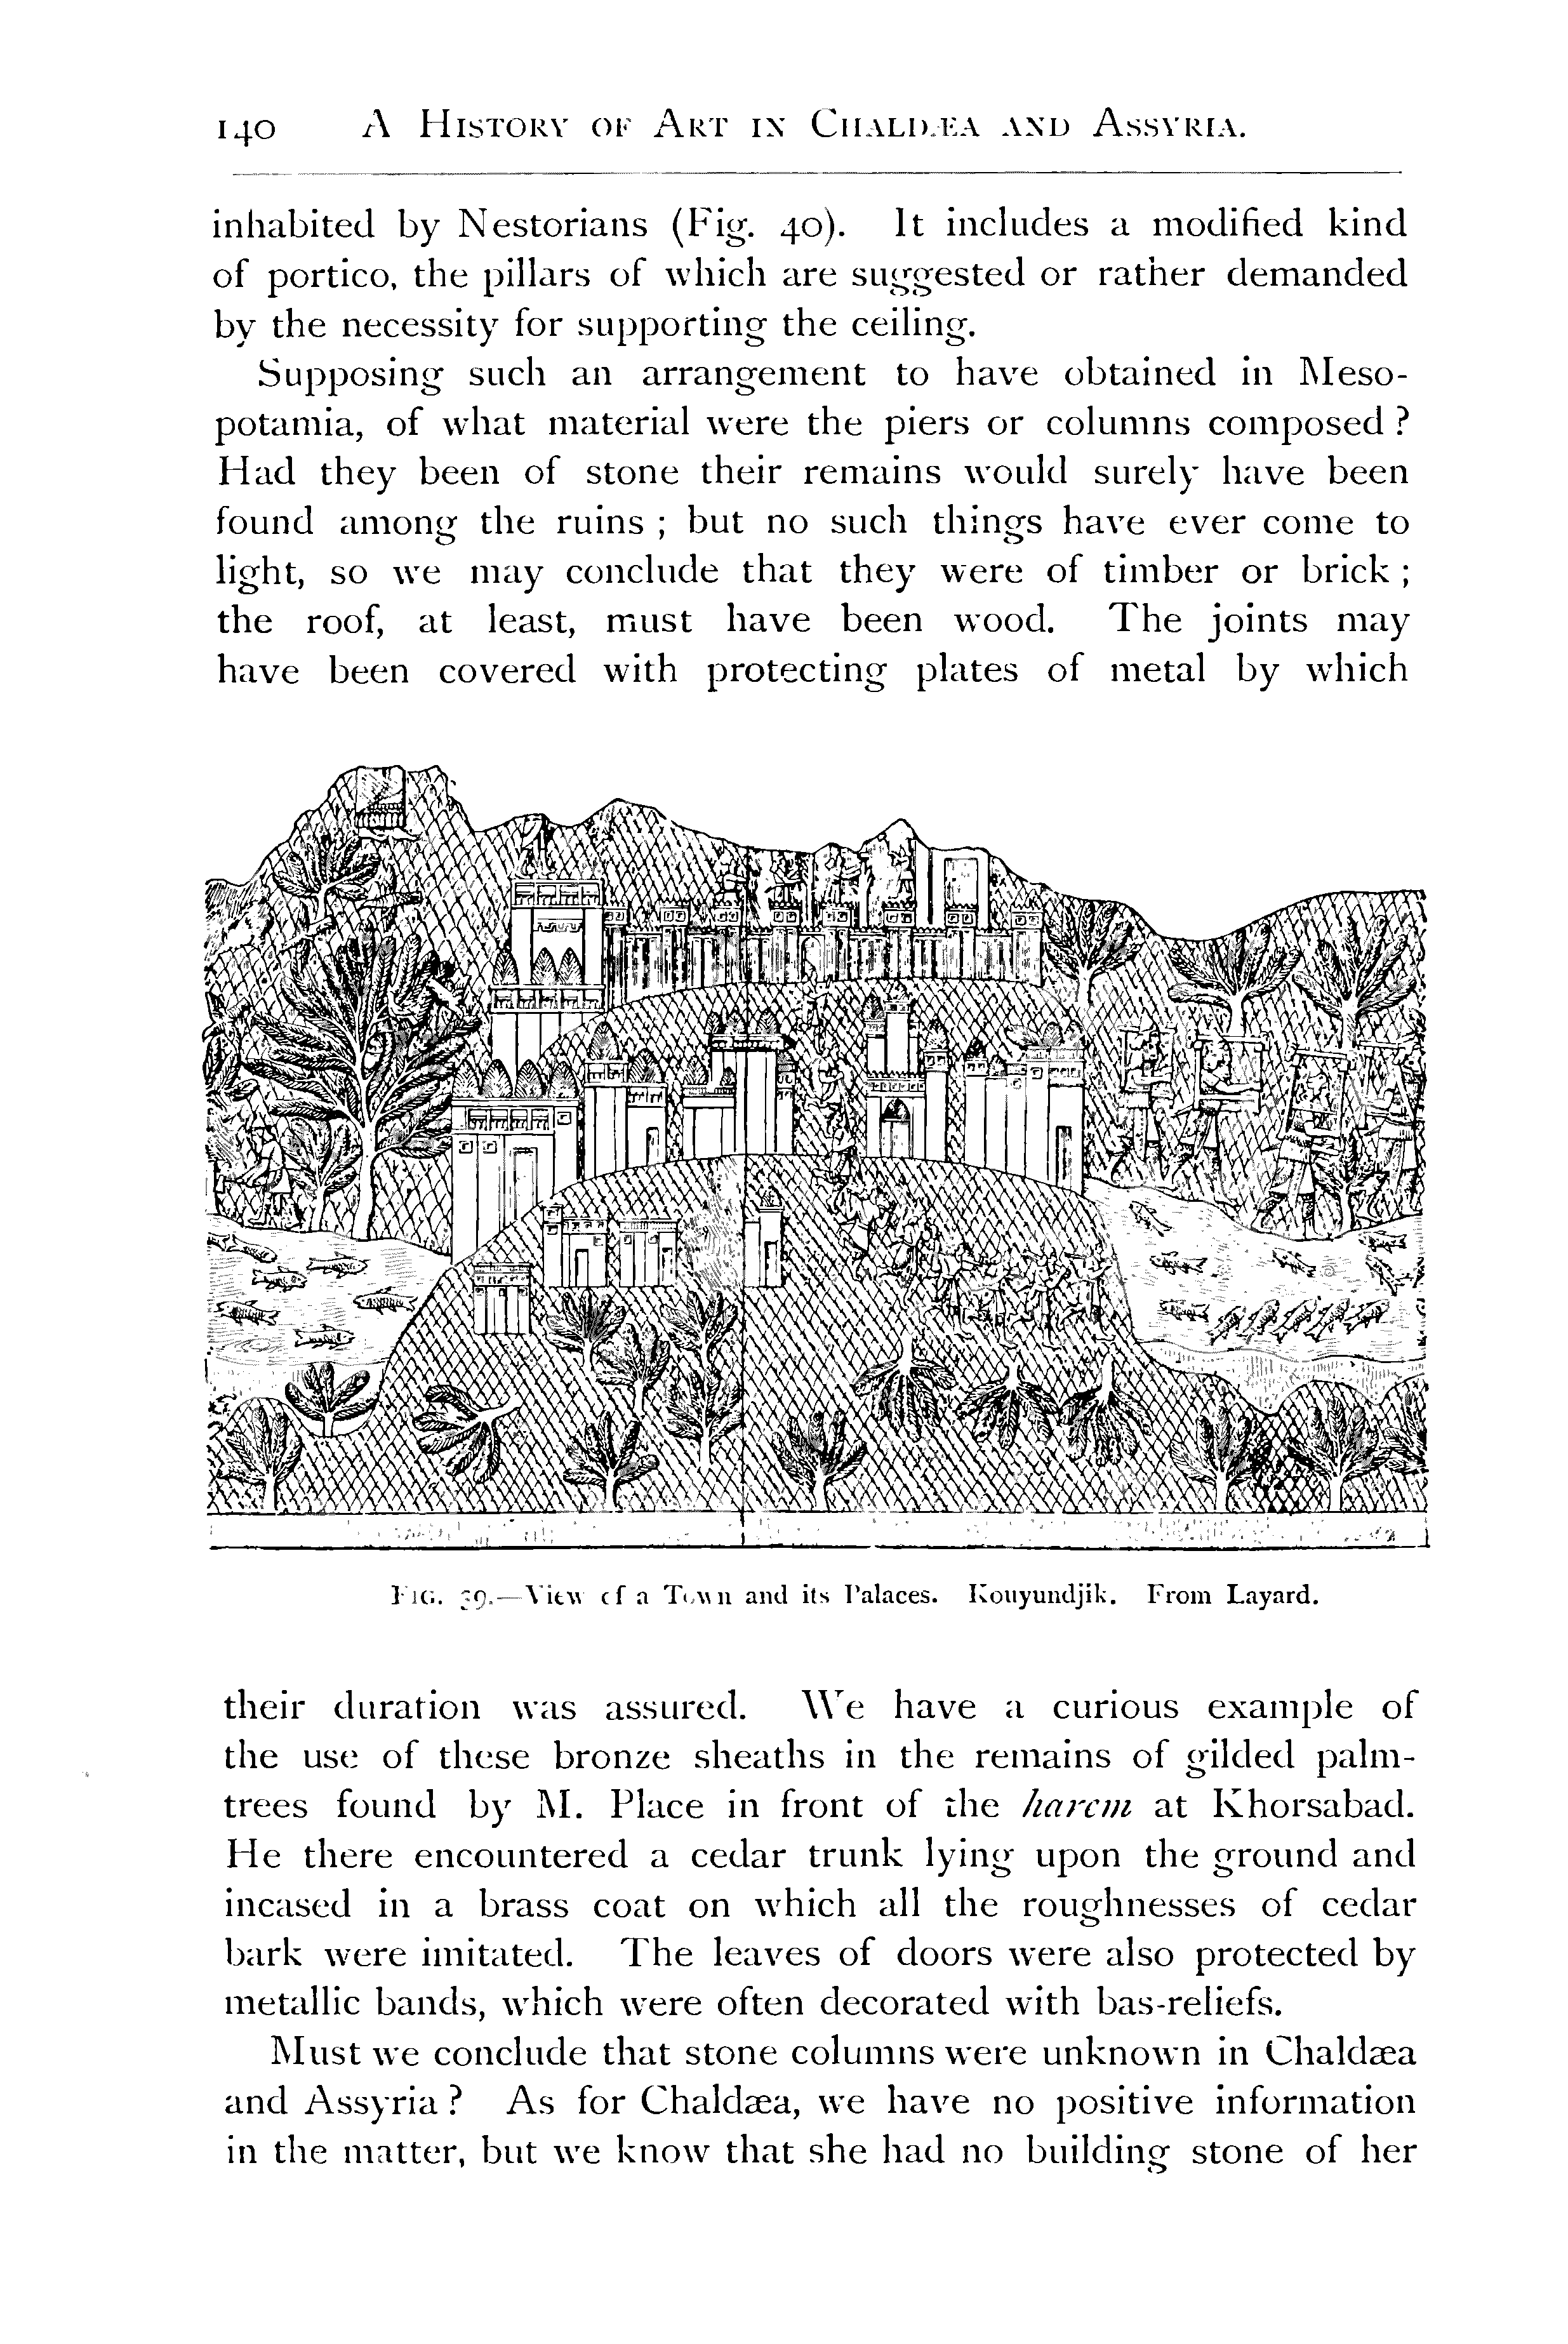 140 A History of Art in Chaldæa and Assyria.
inhabited by Nestorians (Fig. 40). It includes a modified kind
of portico, the pillars of which are suggested or rather demanded
by the necessity for supporting the ceiling.
Supposing such an arrangement to have obtained in Meso-
potamia, of what material were the piers or columns composed ?
Had they been of stone their remains would surely have been
found among the ruins ; but no such things have ever come to
light, so we may conclude that they were of timber or brick ;
the roof, at least, must have been wood. The joints may
have been covered with protecting plates of metal by which
Fig. 39.—View of a Town and its Palaces. Kouyundjik. From Layard.
their duration was assured. We have a curious example of
the use of these bronze sheaths in the remains of gilded palm-
trees found by M. Place in front of the harem at Khorsabad.
He there encountered a cedar trunk lying upon the ground and
incased in a brass coat on which all the roughnesses of cedar
bark were imitated. The leaves of doors were also protected by
metallic bands, which were often decorated with bas-reliefs.
Must we conclude that stone columns were unknown in Chaldæa
and Assyria ? As for Chaldæa, we have no positive information
in the matter, but we know that she had no building stone of her